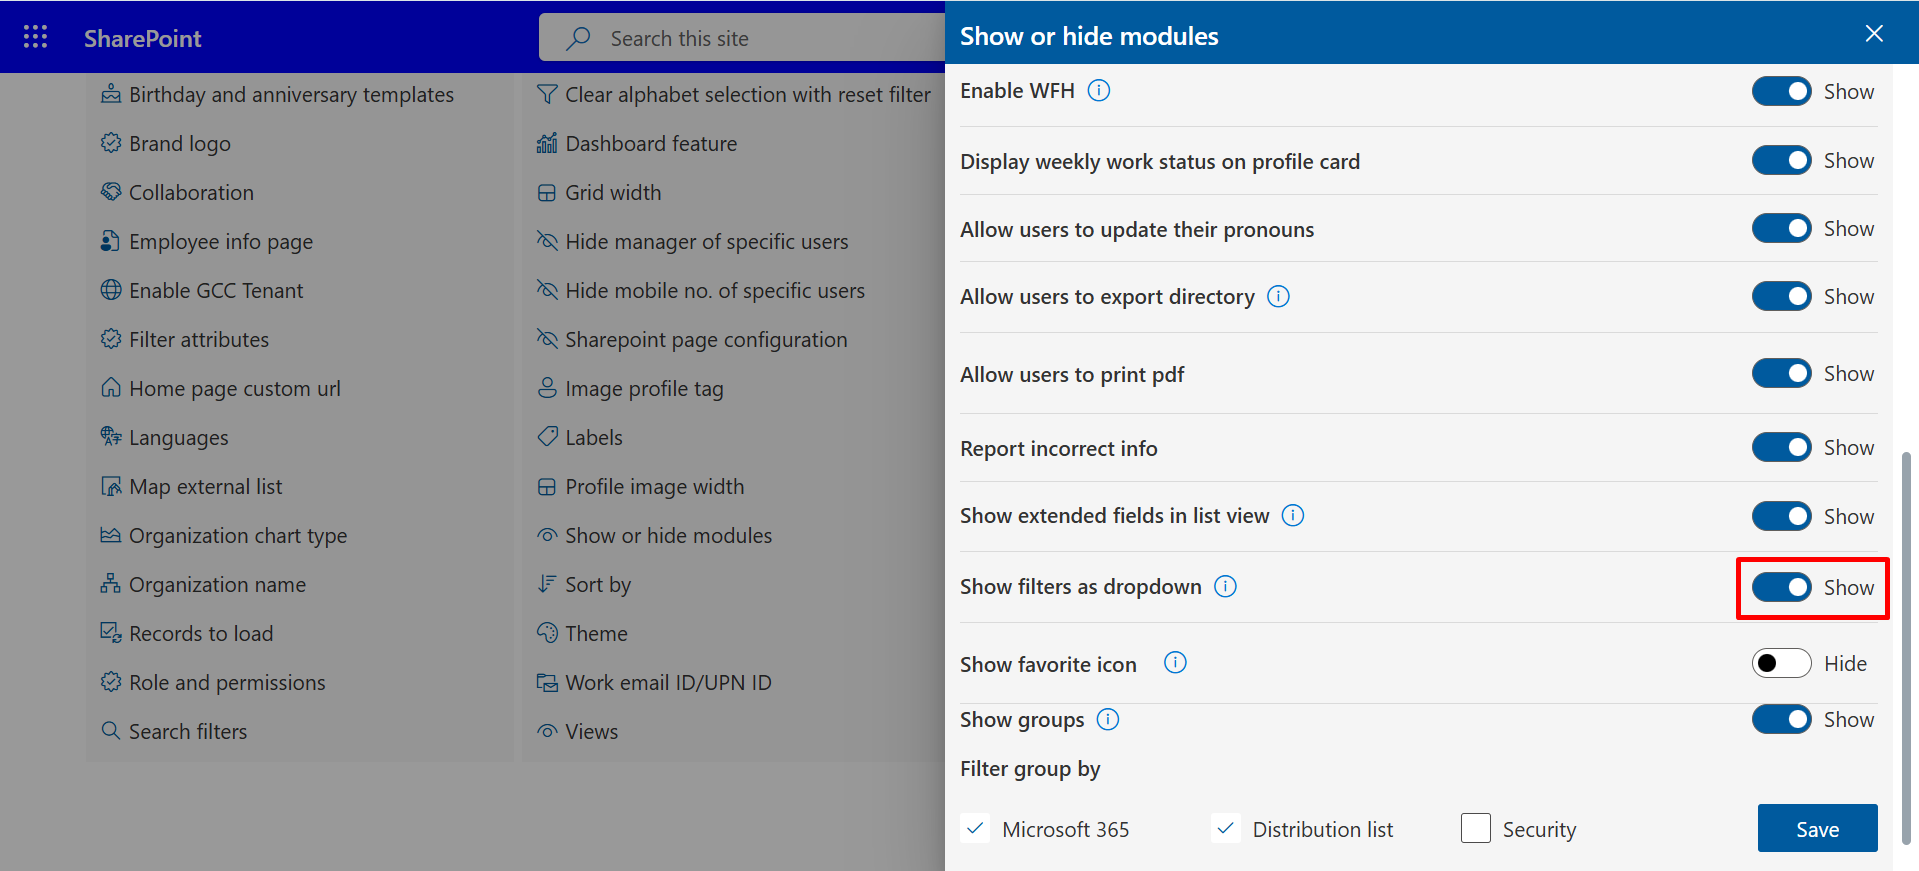 SharePoint
Search this site
Birthday and anniversary templates
Brand logo
Collaboration
Employee info page
Enable GCC Tenant
Filter attributes
Home page custom url
Languages
Map external list
Organization chart type
Organization name
Records to load
Role and permissions
Search filters
Clear alphabet selection with reset filter
Dashboard feature
Grid width
Hide manager of specific users
Hide mobile no. of specific users
Sharepoint page configuration
Image profile tag
Labels
Profile image width
Show or hide modules
Sort by
Theme
Work email ID/UPN ID
Views
Show or hide modules
Enable WFH Show
Display weekly work status on profile card Show
Allow users to update their pronouns Show
Allow users to export directory Show
Allow users to print pdf Show
Report incorrect info Show
Show extended fields in list view Show
Show filters as dropdown Show
Show favorite icon Hide
Show groups Show
Filter group by
Microsoft 365 Distribution list Security Save